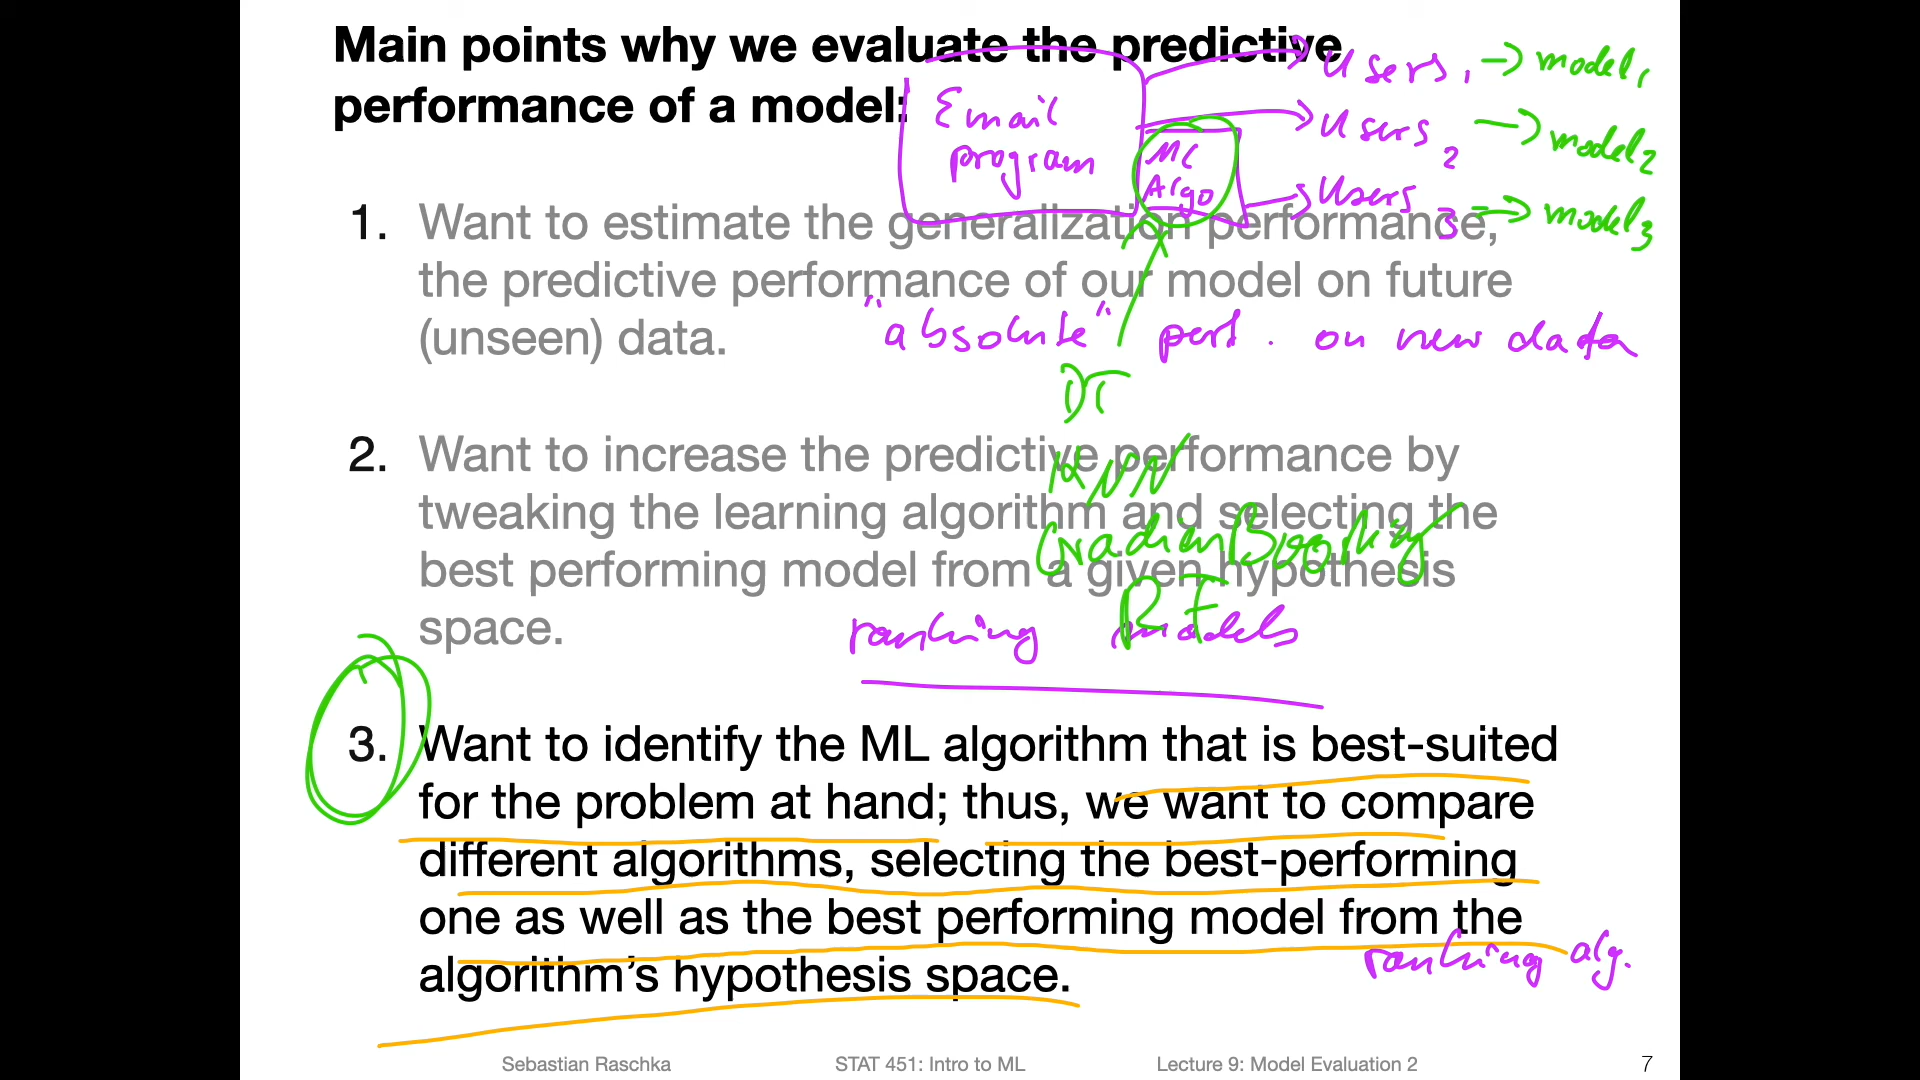 Main points why we evaluate the predictive
performance of a model:
Email
program
ML
Algo
Users 1 → model 1
Users 2 → model 2
Users 3 → model 3
1. Want to estimate the generalization performance,
the predictive performance of our model on future
(unseen) data.
"absolute" perf. on new data
DT
KNN
2. Want to increase the predictive performance by
tweaking the learning algorithm and selecting the
best performing model from a given hypothesis
space.
Gradient Boosting
RF
ranking models
3. Want to identify the ML algorithm that is best-suited
for the problem at hand; thus, we want to compare
different algorithms, selecting the best-performing
one as well as the best performing model from the
algorithm’s hypothesis space.
ranking alg.
Sebastian Raschka STAT 451: Intro to ML Lecture 9: Model Evaluation 2 7